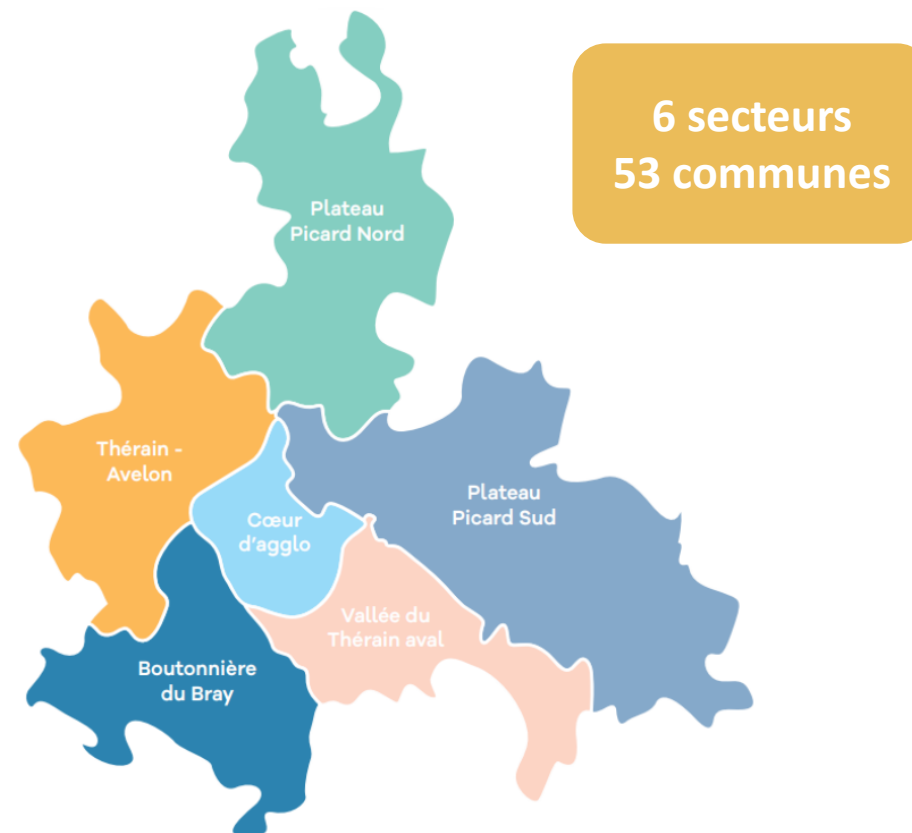 6 secteurs
53 communes
Plateau
Picard Nord
Thérain -
Avelon
Plateau
Picard Sud
Cœur
d'agglo
Vallée du
Thérain aval
Boutonnière
du Bray